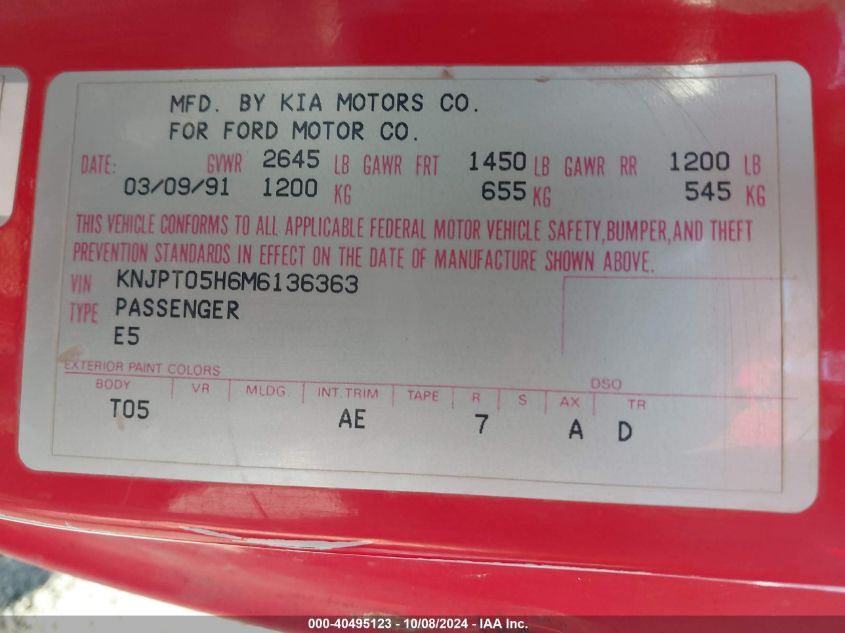 MFD. BY KIA MOTORS CO.
FOR FORD MOTOR CO.
DATE: GVWR 2645 LB GAWR FRT 1450 LB GAWR RR 1200 LB
03/09/91 1200 KG 655 KG 545 KG
THIS VEHICLE CONFORMS TO ALL APPLICABLE FEDERAL MOTOR VEHICLE SAFETY, BUMPER, AND THEFT
PREVENTION STANDARDS IN EFFECT ON THE DATE OF MANUFACTURE SHOWN ABOVE.
VIN KNJPT05H6M6136363
TYPE PASSENGER
E5
EXTERIOR PAINT COLORS DSO
BODY VR MLDG. INT. TRIM TAPE R S AX TR
T05 AE 7 A D
000-40495123 - 10/08/2024 - IAA Inc.